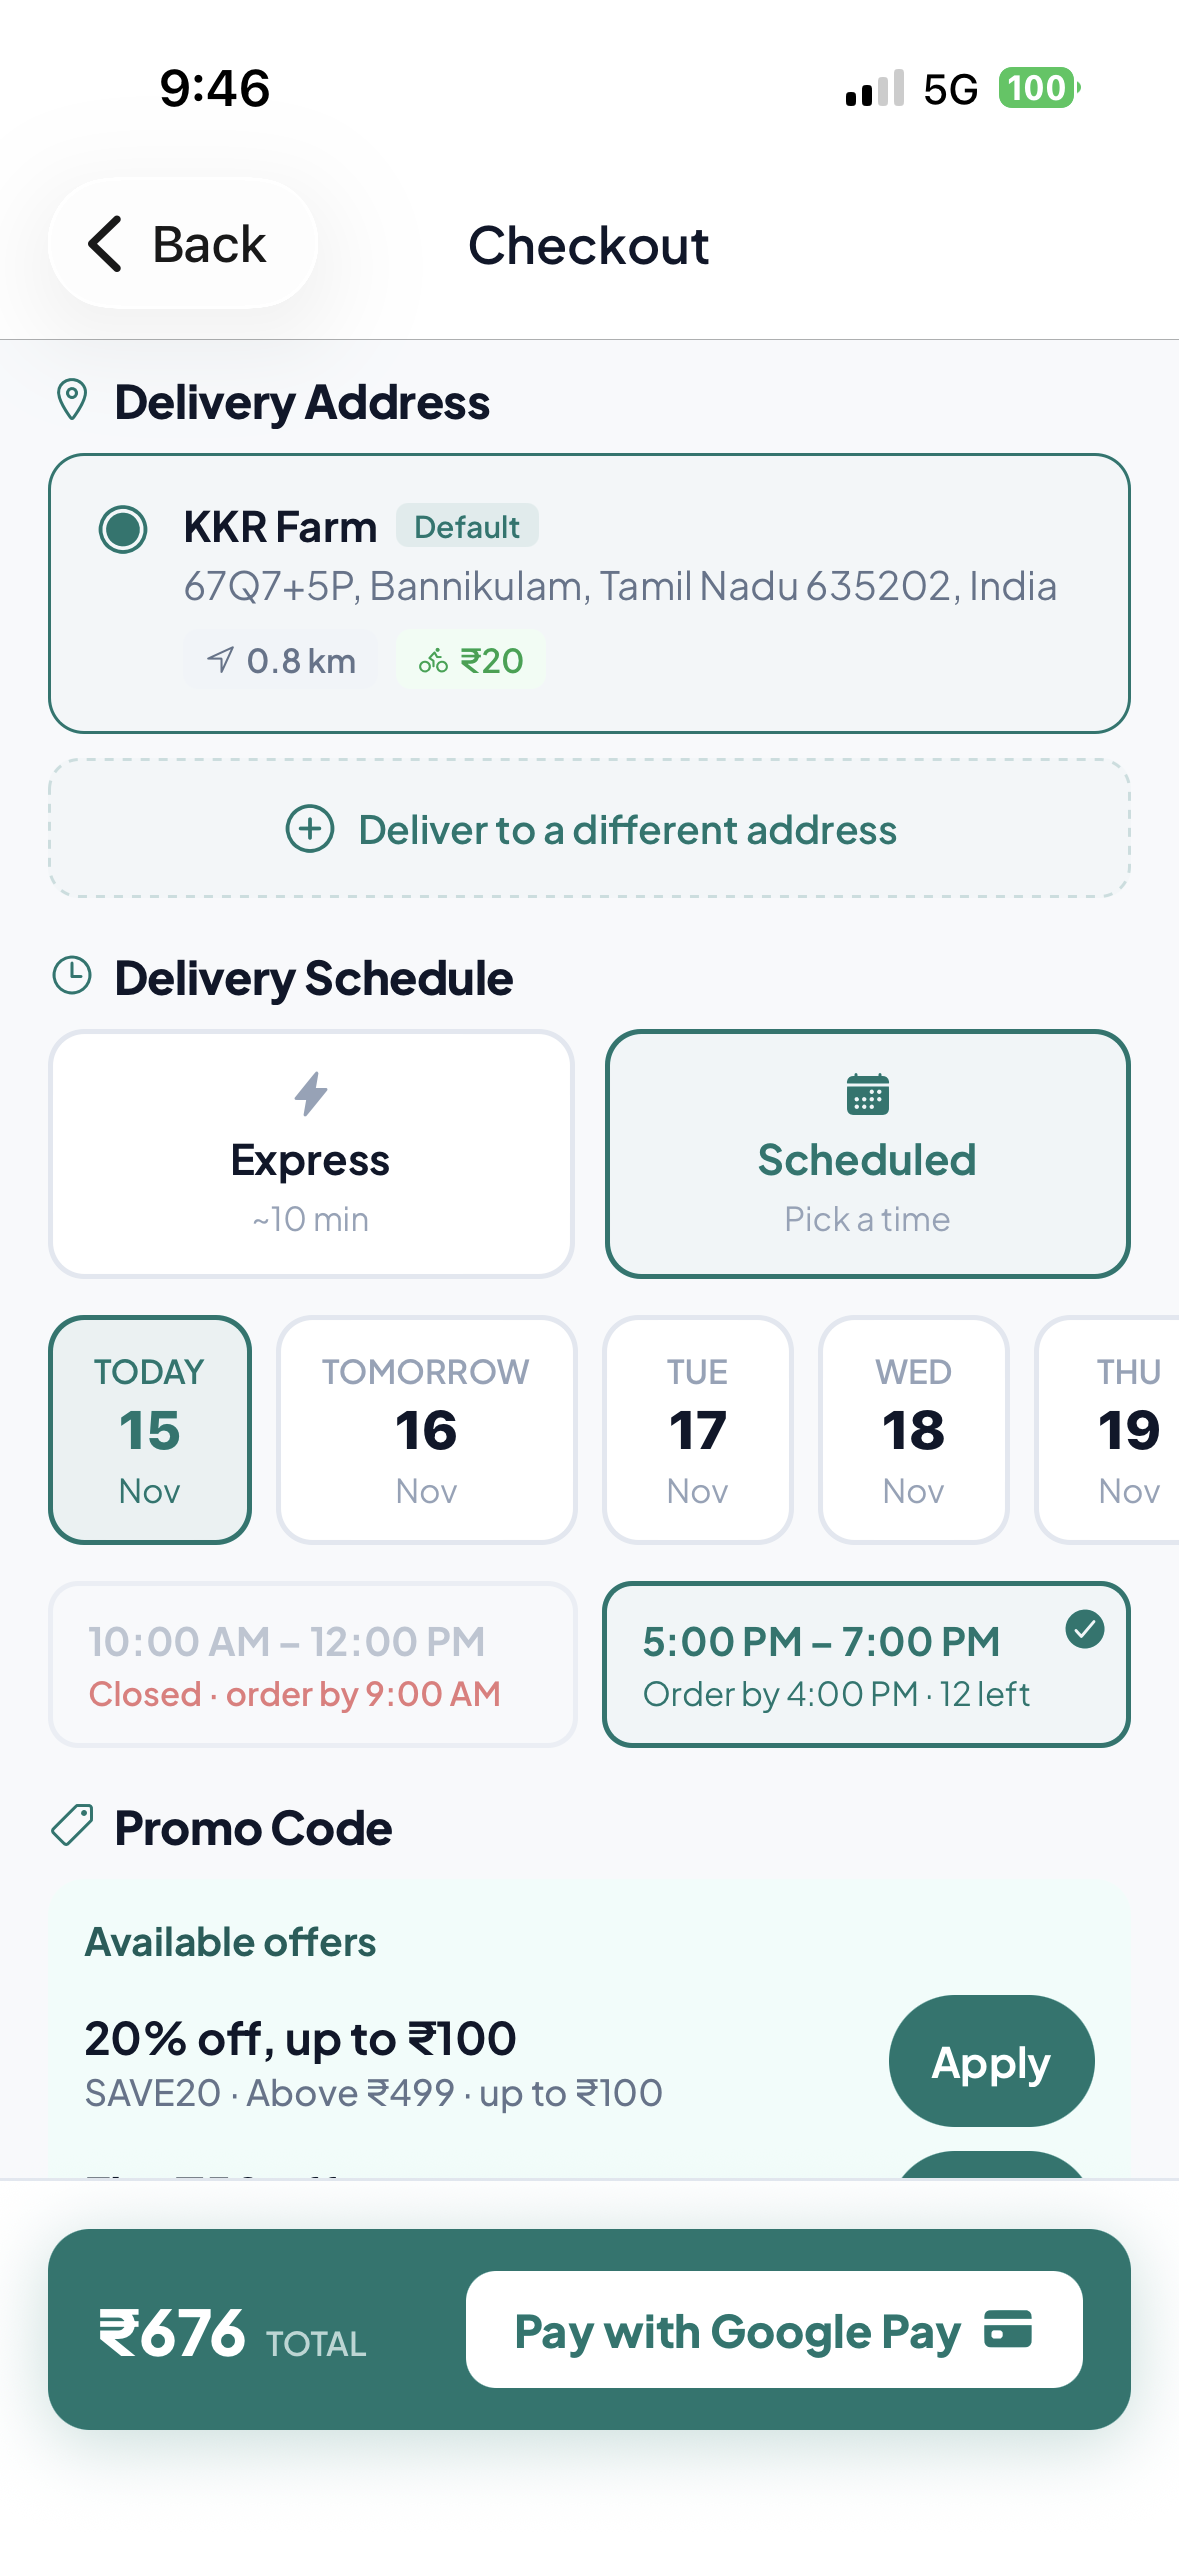 9:46
5G 100
Back
Checkout
Delivery Address
KKR Farm Default
67Q7+5P, Bannikulam, Tamil Nadu 635202, India
0.8 km ₹20
Deliver to a different address
Delivery Schedule
Express
~10 min
Scheduled
Pick a time
TODAY
15
Nov
TOMORROW
16
Nov
TUE
17
Nov
WED
18
Nov
THU
19
Nov
10:00 AM – 12:00 PM
Closed · order by 9:00 AM
5:00 PM – 7:00 PM
Order by 4:00 PM · 12 left
Promo Code
Available offers
20% off, up to ₹100
SAVE20 · Above ₹499 · up to ₹100
Apply
₹676 TOTAL
Pay with Google Pay